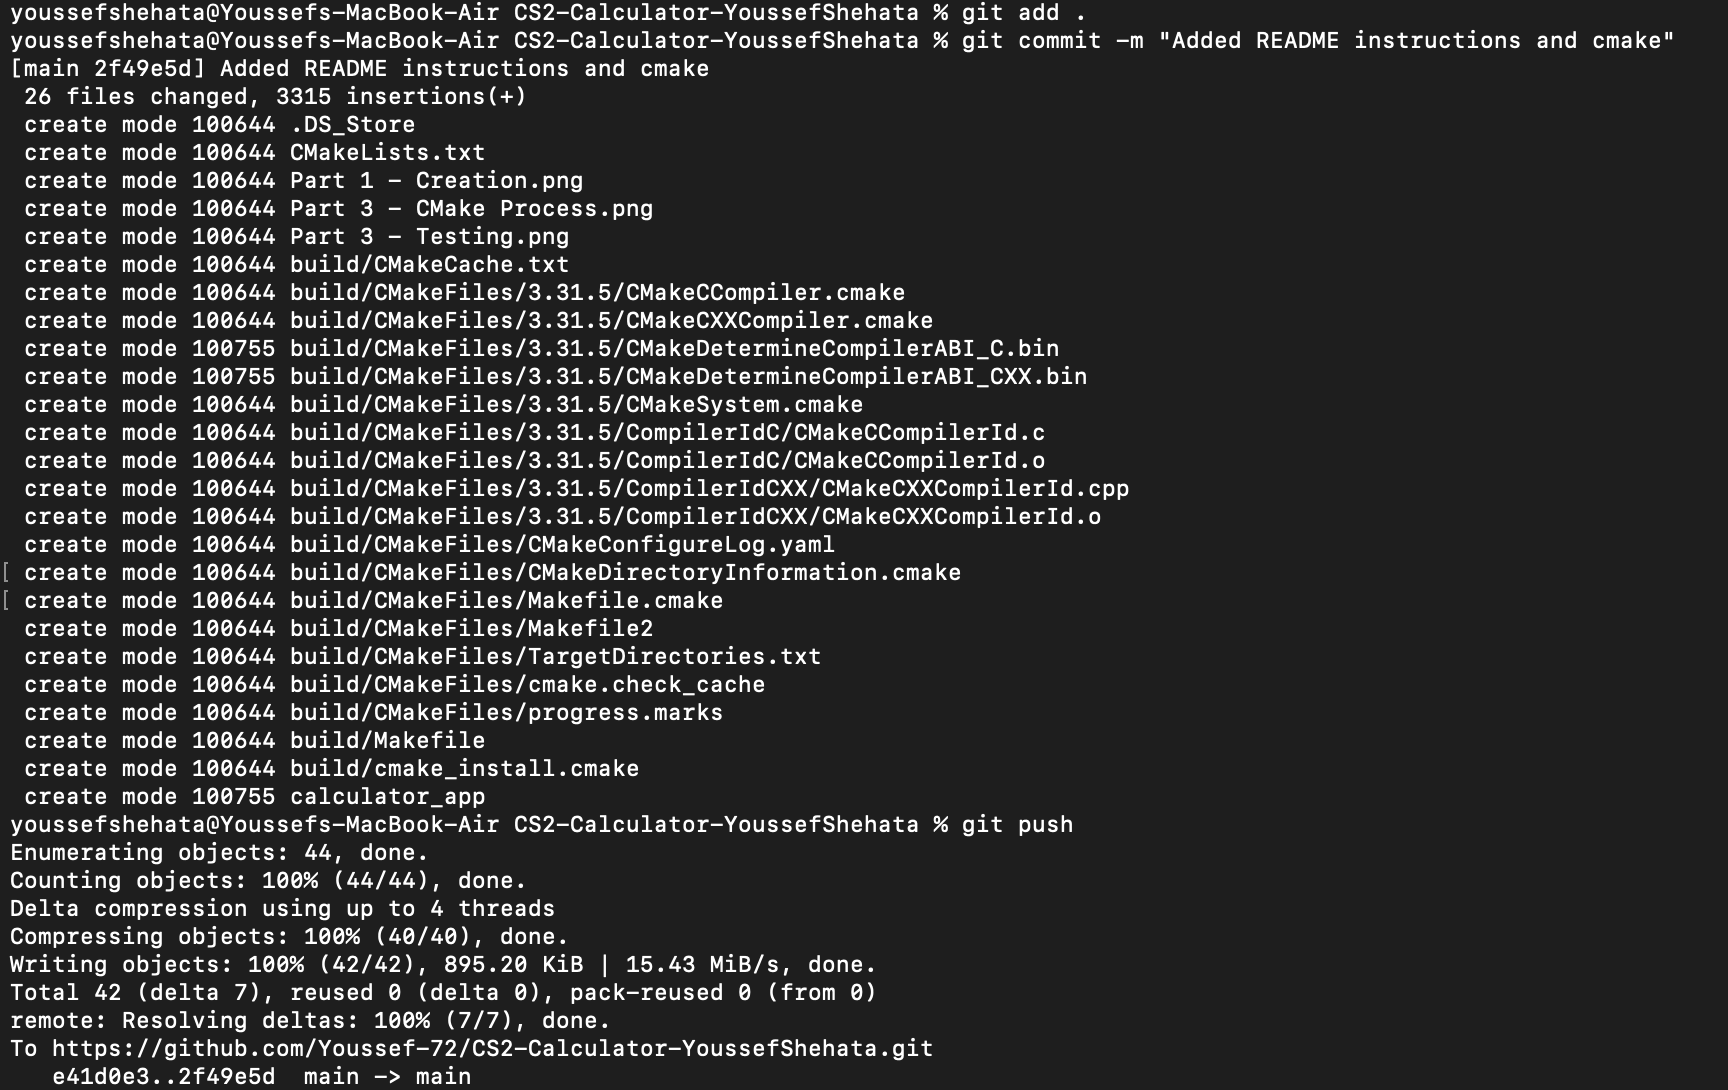 youssefshehata@Youssefs-MacBook-Air CS2-Calculator-YoussefShehata % git add .
youssefshehata@Youssefs-MacBook-Air CS2-Calculator-YoussefShehata % git commit -m "Added README instructions and cmake"
[main 2f49e5d] Added README instructions and cmake
 26 files changed, 3315 insertions(+)
 create mode 100644 .DS_Store
 create mode 100644 CMakeLists.txt
 create mode 100644 Part 1 - Creation.png
 create mode 100644 Part 3 - CMake Process.png
 create mode 100644 Part 3 - Testing.png
 create mode 100644 build/CMakeCache.txt
 create mode 100644 build/CMakeFiles/3.31.5/CMakeCCompiler.cmake
 create mode 100644 build/CMakeFiles/3.31.5/CMakeCXXCompiler.cmake
 create mode 100755 build/CMakeFiles/3.31.5/CMakeDetermineCompilerABI_C.bin
 create mode 100755 build/CMakeFiles/3.31.5/CMakeDetermineCompilerABI_CXX.bin
 create mode 100644 build/CMakeFiles/3.31.5/CMakeSystem.cmake
 create mode 100644 build/CMakeFiles/3.31.5/CompilerIdC/CMakeCCompilerId.c
 create mode 100644 build/CMakeFiles/3.31.5/CompilerIdC/CMakeCCompilerId.o
 create mode 100644 build/CMakeFiles/3.31.5/CompilerIdCXX/CMakeCXXCompilerId.cpp
 create mode 100644 build/CMakeFiles/3.31.5/CompilerIdCXX/CMakeCXXCompilerId.o
 create mode 100644 build/CMakeFiles/CMakeConfigureLog.yaml
[ create mode 100644 build/CMakeFiles/CMakeDirectoryInformation.cmake
[ create mode 100644 build/CMakeFiles/Makefile.cmake
 create mode 100644 build/CMakeFiles/Makefile2
 create mode 100644 build/CMakeFiles/TargetDirectories.txt
 create mode 100644 build/CMakeFiles/cmake.check_cache
 create mode 100644 build/CMakeFiles/progress.marks
 create mode 100644 build/Makefile
 create mode 100644 build/cmake_install.cmake
 create mode 100755 calculator_app
youssefshehata@Youssefs-MacBook-Air CS2-Calculator-YoussefShehata % git push
Enumerating objects: 44, done.
Counting objects: 100% (44/44), done.
Delta compression using up to 4 threads
Compressing objects: 100% (40/40), done.
Writing objects: 100% (42/42), 895.20 KiB | 15.43 MiB/s, done.
Total 42 (delta 7), reused 0 (delta 0), pack-reused 0 (from 0)
remote: Resolving deltas: 100% (7/7), done.
To https://github.com/Youssef-72/CS2-Calculator-YoussefShehata.git
   e41d0e3..2f49e5d  main -> main